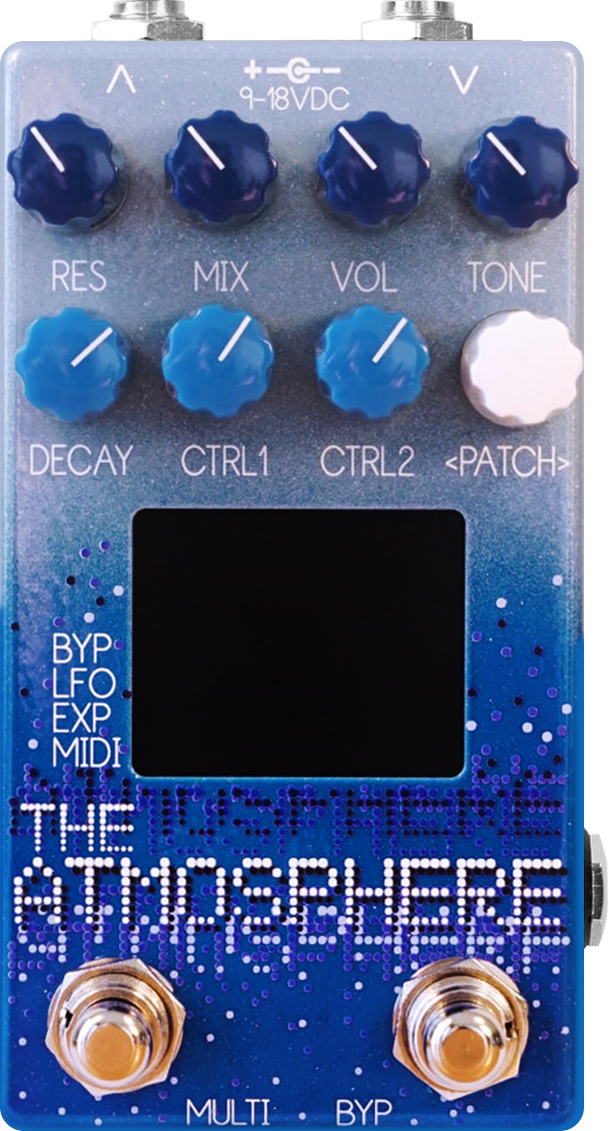 9-18VDC
RES MIX VOL TONE
DECAY CTRL1 CTRL2 <PATCH>
BYP
LFO
EXP
MIDI
THE
ATMOSPHERE
MULTI BYP